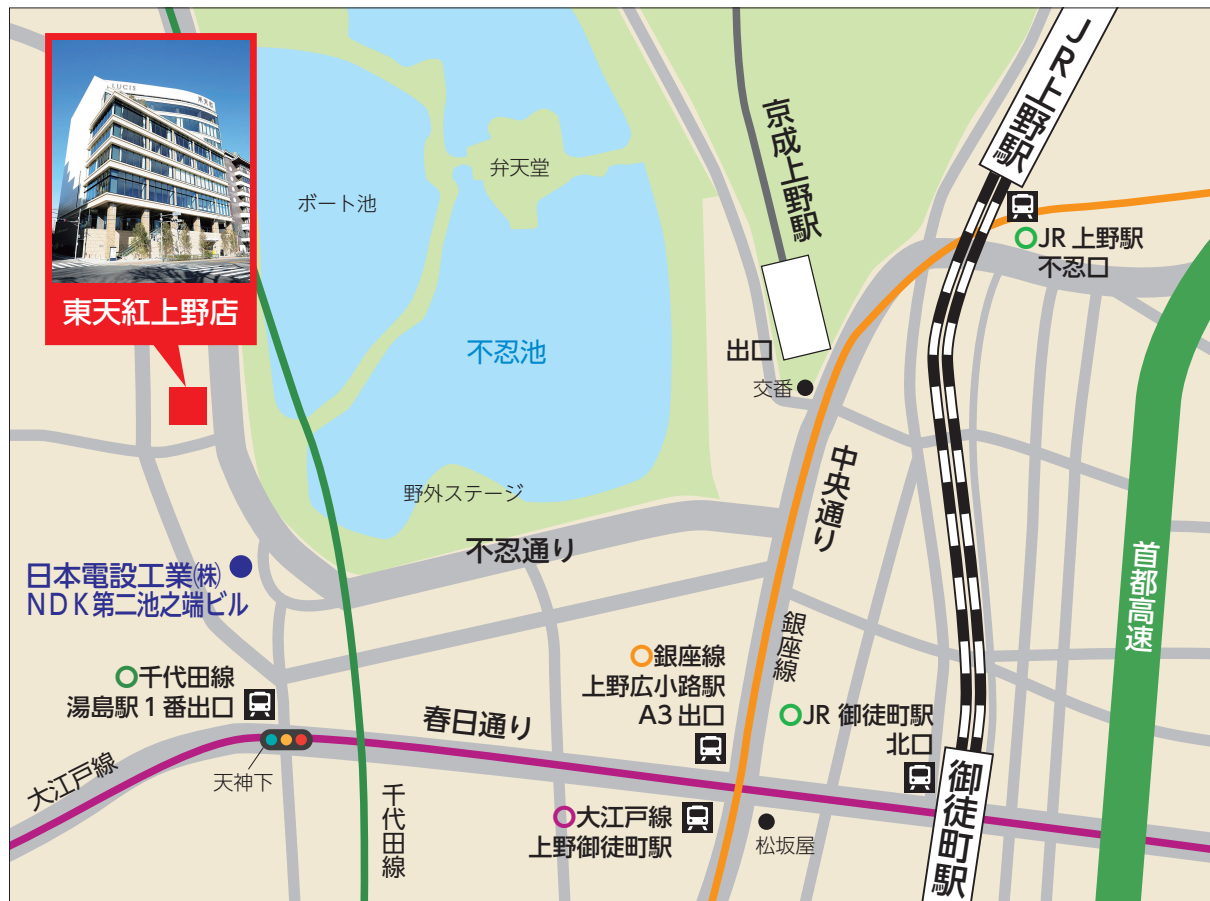 LUCIS
東天紅
東天紅上野店
ボート池
弁天堂
不忍池
野外ステージ
京成上野駅
出口
交番
JR上野駅
JR 上野駅
不忍口
中央通り
不忍通り
首都高速
日本電設工業㈱
NDK第二池之端ビル
銀座線
銀座線
上野広小路駅
A3 出口
千代田線
湯島駅 1 番出口
JR 御徒町駅
北口
春日通り
大江戸線
天神下
千代田線
大江戸線
上野御徒町駅
松坂屋
御徒町駅